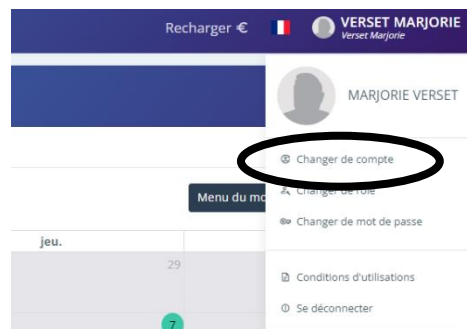 Recharger €
VERSET MARJORIE
Verset Marjorie
MARJORIE VERSET
Changer de compte
Menu du mo
Changer de role
Changer de mot de passe
jeu.
29
Conditions d'utilisations
Se déconnecter
7